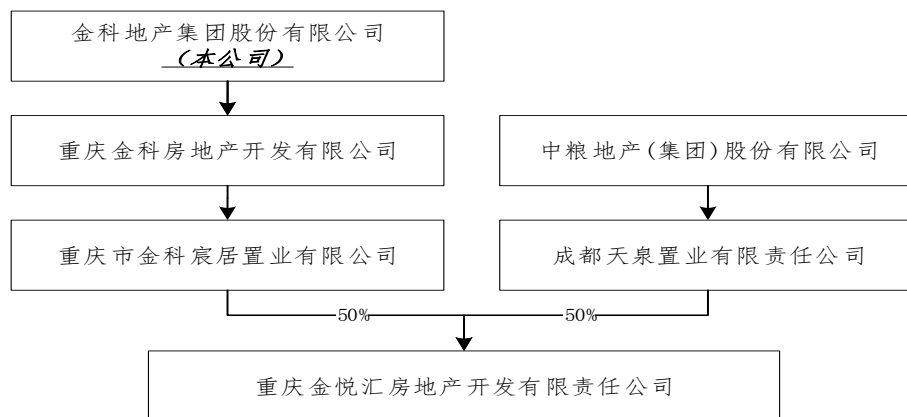 金科地产集团股份有限公司
(本公司)
重庆金科房地产开发有限公司
中粮地产(集团)股份有限公司
重庆市金科宸居置业有限公司
成都天泉置业有限责任公司
50%
50%
重庆金悦汇房地产开发有限责任公司